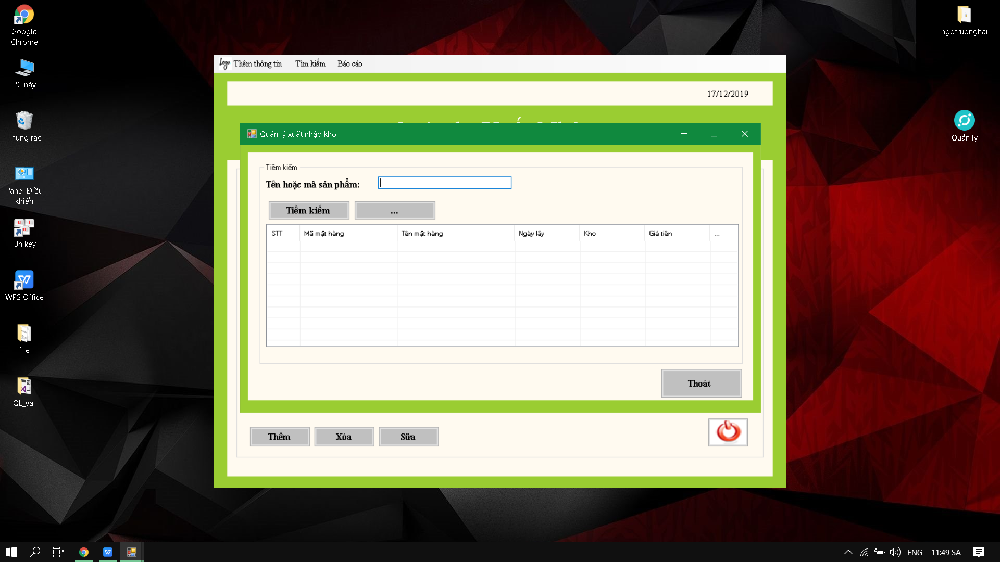 Google
Chrome
PC này
Thùng rác
Panel Điều
khiển
Unikey
WPS Office
file
QL_vai
ngotruonghai
Quản lý
Logo Thêm thông tin Tìm kiếm Báo cáo
17/12/2019
Quản lý xuất nhập kho
Tiềm kiếm
Tên hoặc mã sản phẩm:
Tiềm kiếm ...
STT Mã mặt hàng Tên mặt hàng Ngày lấy Kho Giá tiền ...
Thoát
Thêm Xóa Sữa
ENG 11:49 SA